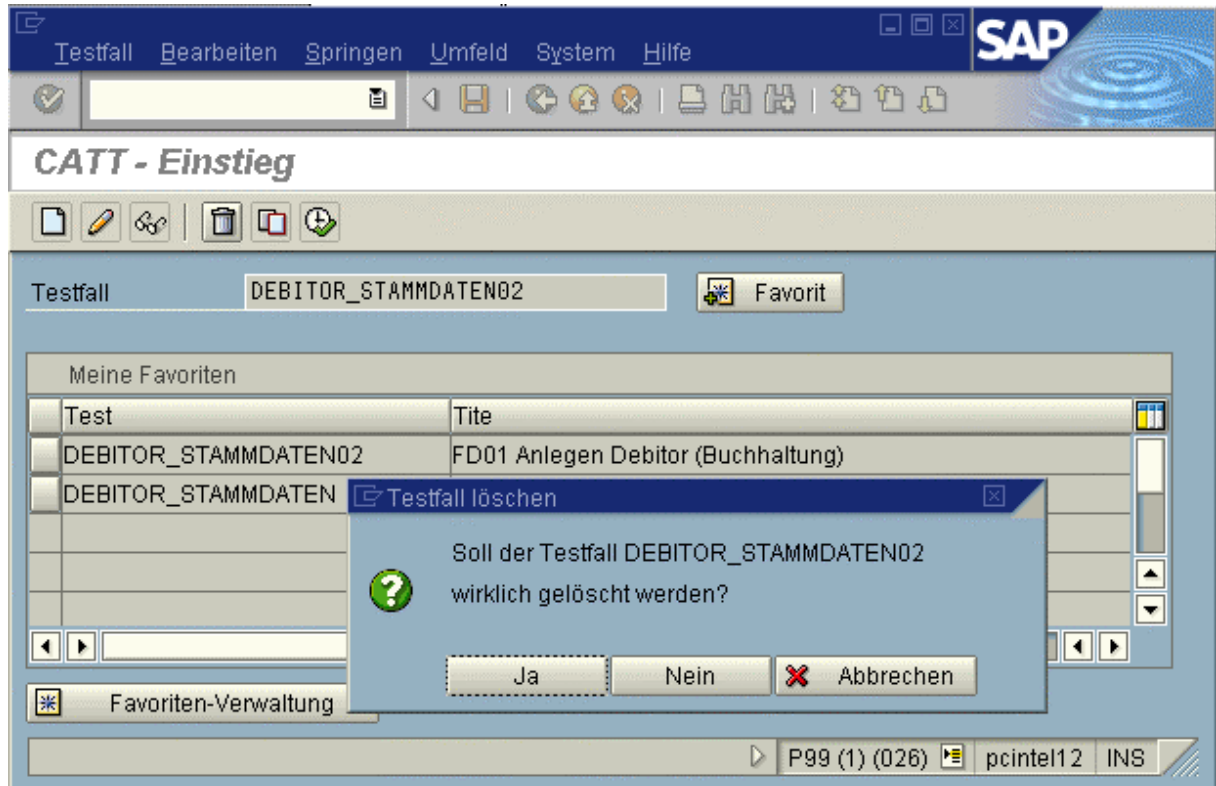 Testfall Bearbeiten Springen Umfeld System Hilfe
SAP
CATT - Einstieg
Testfall DEBITOR_STAMMDATEN02 Favorit
Meine Favoriten
Test Tite
DEBITOR_STAMMDATEN02 FD01 Anlegen Debitor (Buchhaltung)
DEBITOR_STAMMDATEN
Testfall löschen
Soll der Testfall DEBITOR_STAMMDATEN02
wirklich gelöscht werden?
Ja Nein Abbrechen
Favoriten-Verwaltung
P99 (1) (026) pcintel12 INS